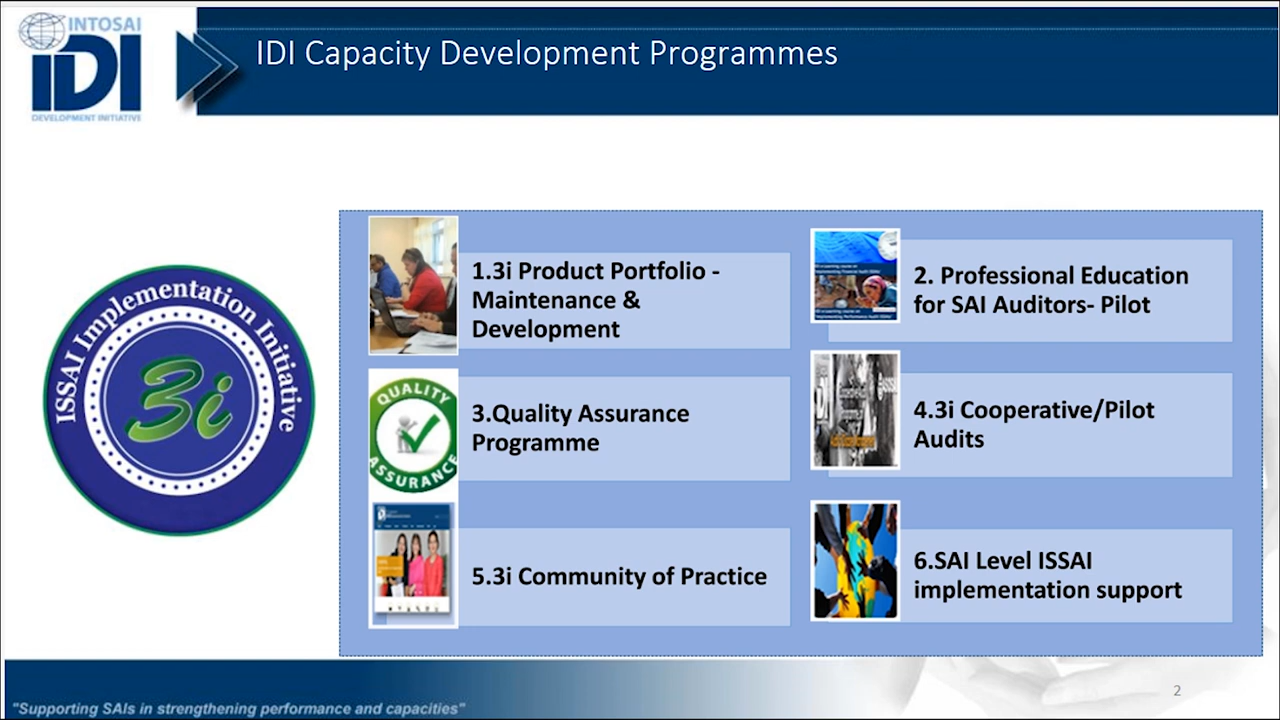 INTOSAI
IDI
DEVELOPMENT INITIATIVE
IDI Capacity Development Programmes
ISSAI Implementation Initiative
3i
1.3i Product Portfolio -
Maintenance &
Development
2. Professional Education
for SAI Auditors- Pilot
QUALITY
ASSURANCE
3.Quality Assurance
Programme
IDI
4.3i Cooperative/Pilot
Audits
5.3i Community of Practice
6.SAI Level ISSAI
implementation support
"Supporting SAIs in strengthening performance and capacities"
2